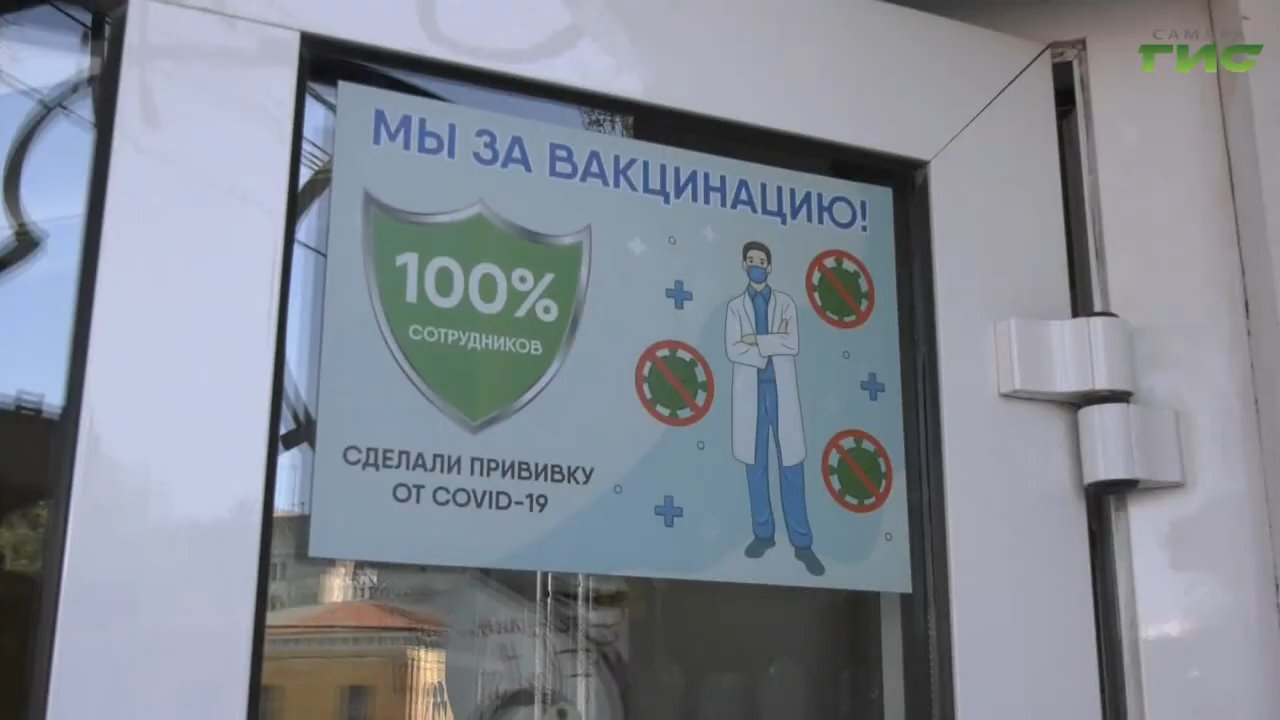 САМАРА
ГИС
МЫ ЗА ВАКЦИНАЦИЮ!
100%
СОТРУДНИКОВ
СДЕЛАЛИ ПРИВИВКУ
ОТ COVID-19